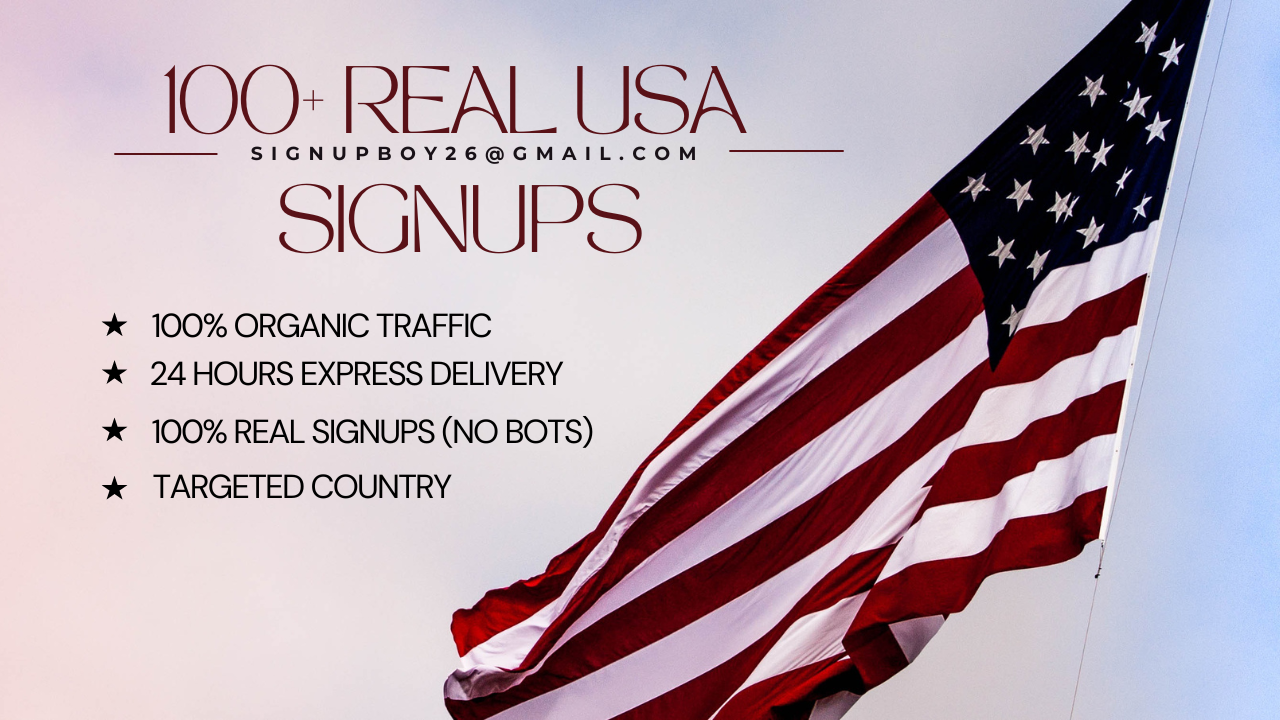 100+ REAL USA
SIGNUPBOY26@GMAIL.COM
SIGNUPS
★ 100% ORGANIC TRAFFIC
★ 24 HOURS EXPRESS DELIVERY
★ 100% REAL SIGNUPS (NO BOTS)
★ TARGETED COUNTRY